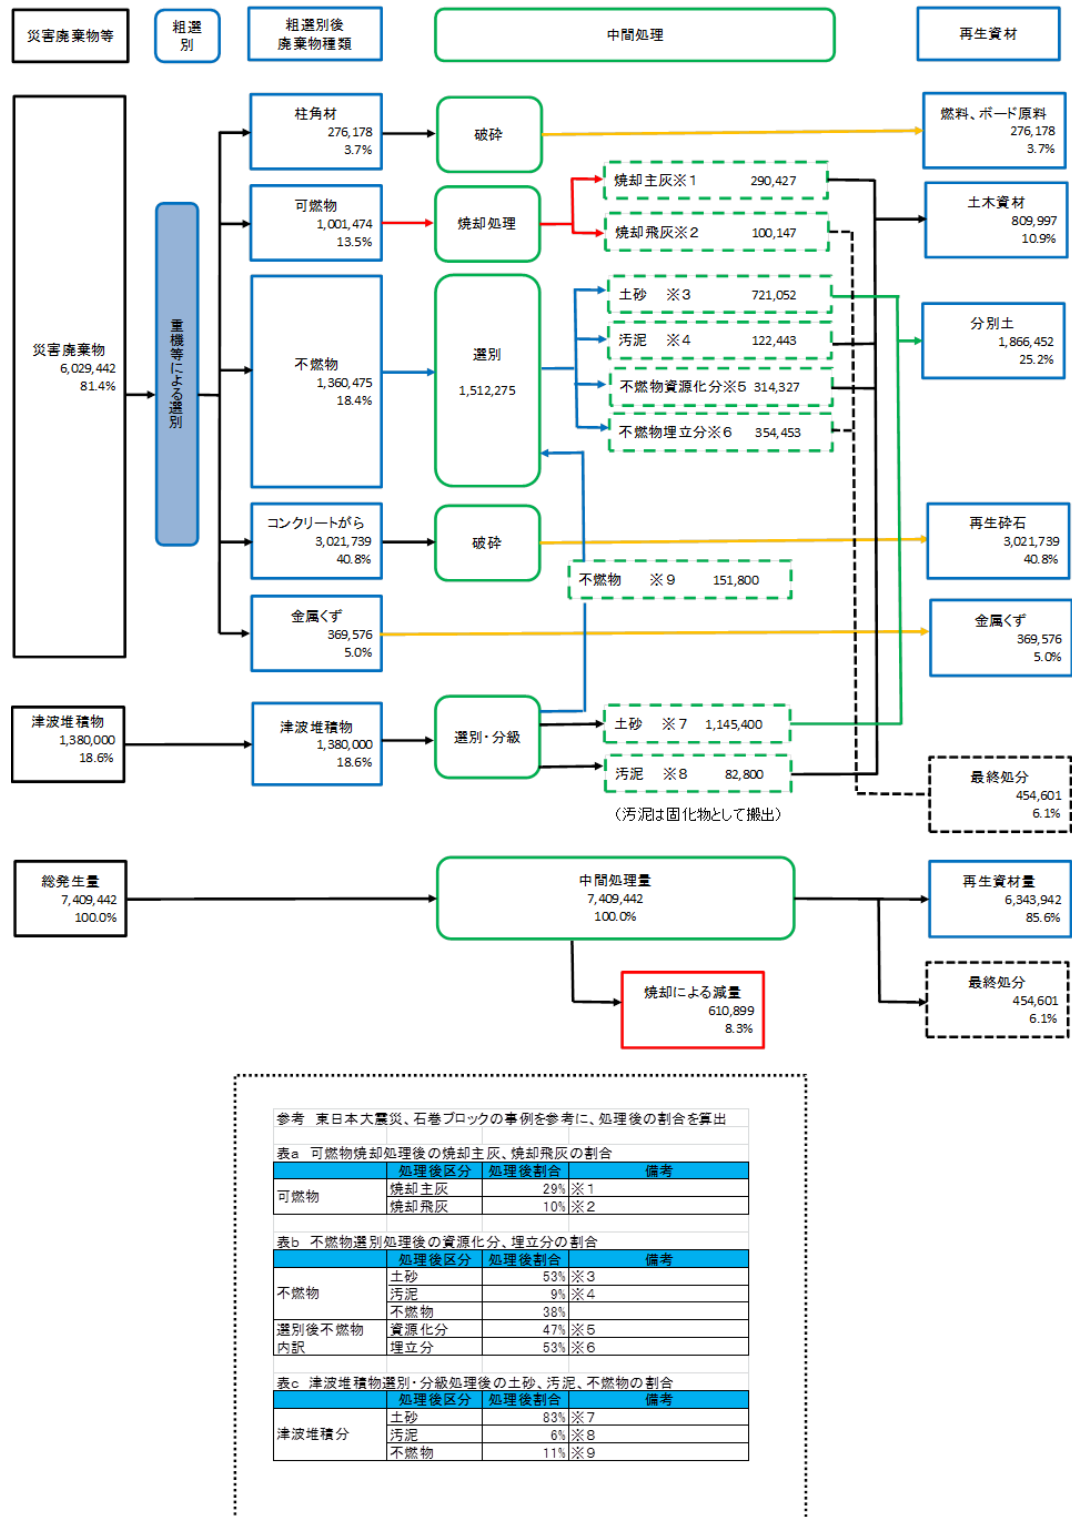 災害廃棄物等
粗選別
粗選別後
廃棄物種類
中間処理
再生資材
災害廃棄物
6,029,442
81.4%
重機等による選別
柱角材
276,178
3.7%
破砕
燃料、ボード原料
276,178
3.7%
可燃物
1,001,474
13.5%
焼却処理
焼却主灰※1 290,427
焼却飛灰※2 100,147
土木資材
809,997
10.9%
不燃物
1,360,475
18.4%
選別
1,512,275
土砂 ※3 721,052
汚泥 ※4 122,443
不燃物資源化分※5 314,327
不燃物埋立分※6 354,453
分別土
1,866,452
25.2%
コンクリートがら
3,021,739
40.8%
破砕
再生砕石
3,021,739
40.8%
不燃物 ※9 151,800
金属くず
369,576
5.0%
金属くず
369,576
5.0%
津波堆積物
1,380,000
18.6%
津波堆積物
1,380,000
18.6%
選別・分級
土砂 ※7 1,145,400
汚泥 ※8 82,800
(汚泥は固化物として搬出)
最終処分
454,601
6.1%
総発生量
7,409,442
100.0%
中間処理量
7,409,442
100.0%
再生資材量
6,343,942
85.6%
焼却による減量
610,899
8.3%
最終処分
454,601
6.1%
参考 東日本大震災、石巻ブロックの事例を参考に、処理後の割合を算出
表a 可燃物焼却処理後の焼却主灰、焼却飛灰の割合
処理後区分 処理後割合 備考
可燃物 焼却主灰 29% ※1
焼却飛灰 10% ※2
表b 不燃物選別処理後の資源化分、埋立分の割合
処理後区分 処理後割合 備考
不燃物 土砂 53% ※3
汚泥 9% ※4
不燃物 38%
選別後不燃物内訳 資源化分 47% ※5
埋立分 53% ※6
表c 津波堆積物選別・分級処理後の土砂、汚泥、不燃物の割合
処理後区分 処理後割合 備考
津波堆積分 土砂 83% ※7
汚泥 6% ※8
不燃物 11% ※9